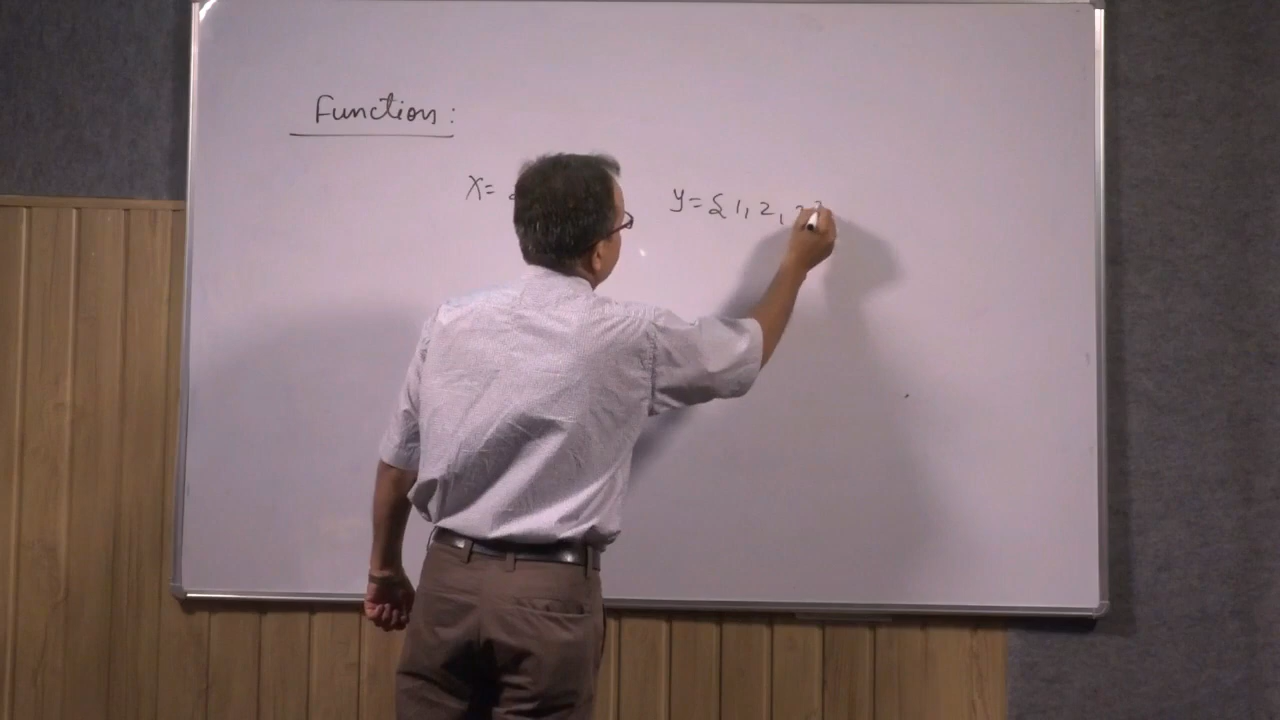 Function:
X= Y={ 1, 2,